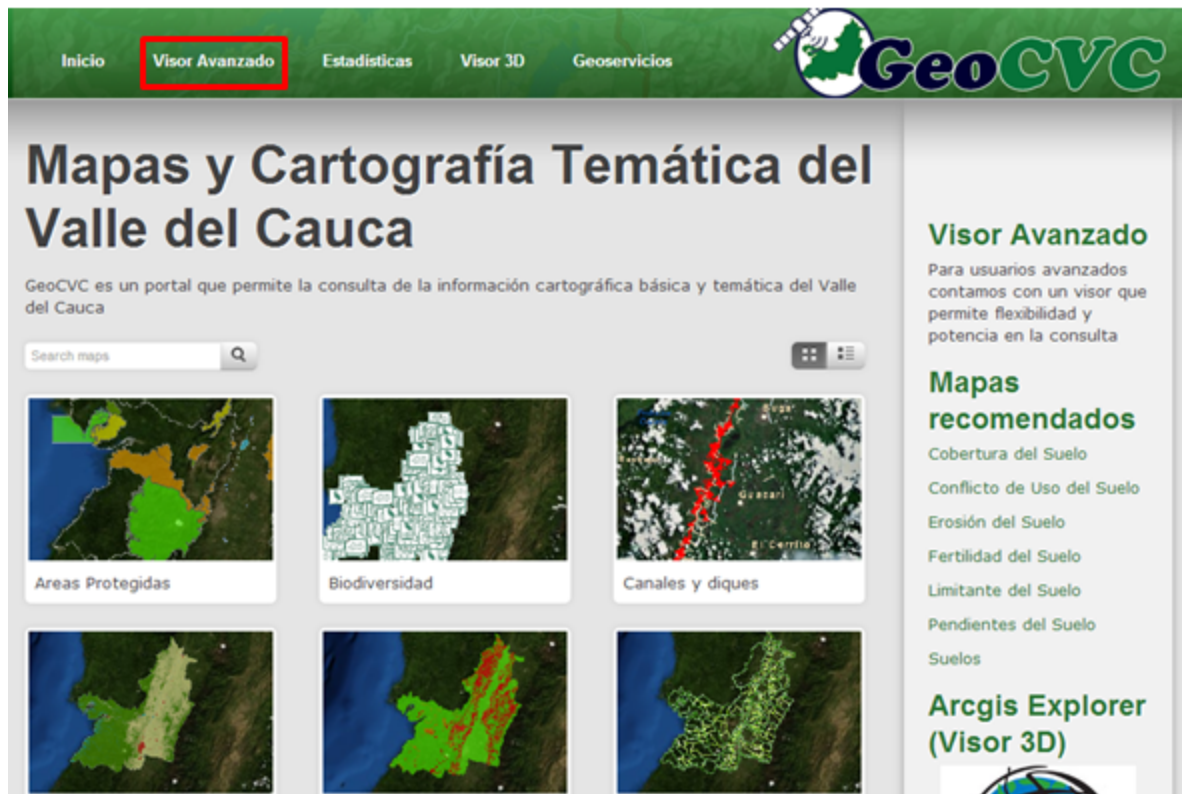 Inicio
Visor Avanzado
Estadísticas
Visor 3D
Geoservicios
GeoCVC
Mapas y Cartografía Temática del
Valle del Cauca
GeoCVC es un portal que permite la consulta de la información cartográfica básica y temática del Valle
del Cauca
Search maps
Areas Protegidas
Biodiversidad
Guacari
El Cerrito
Canales y diques
Visor Avanzado
Para usuarios avanzados
contamos con un visor que
permite flexibilidad y
potencia en la consulta
Mapas
recomendados
Cobertura del Suelo
Conflicto de Uso del Suelo
Erosión del Suelo
Fertilidad del Suelo
Limitante del Suelo
Pendientes del Suelo
Suelos
Arcgis Explorer
(Visor 3D)